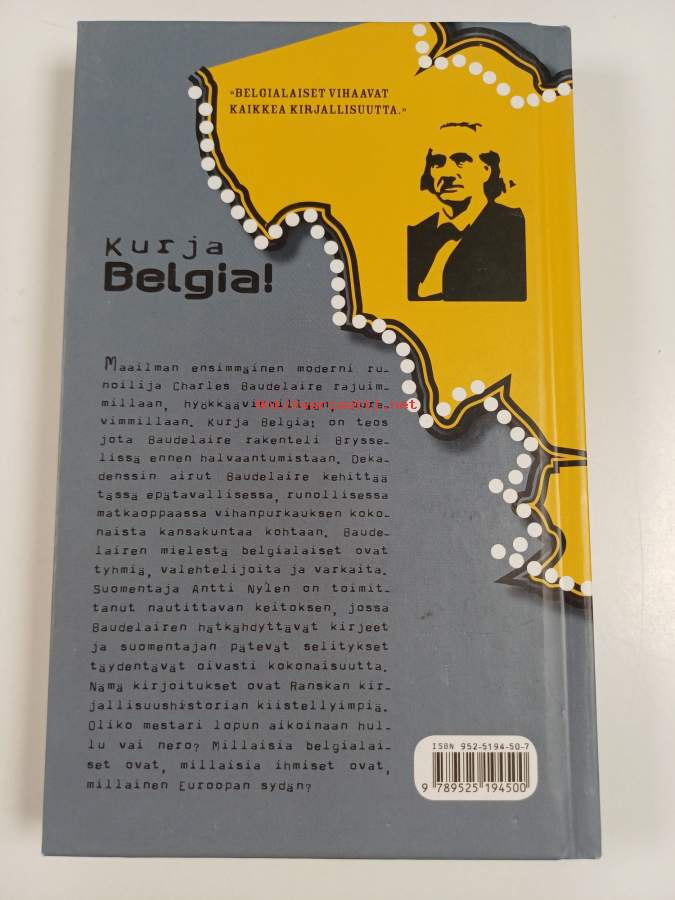 »BELGIALAISET VIHAAVAT
KAIKKEA KIRJALLISUUTTA.»
Kurja
Belgia!
Maailman ensimmäinen moderni ru-
noilija Charles Baudelaire rajuim-
millaan, hyökkäävimmillään,
vimmillaan. Kurja Belgia! on teos
jota Baudelaire rakenteli Brysse-
lissä ennen halvaantumistaan. Deka-
denssin airut Baudelaire kehittää
tässä epätavallisessa, runollisessa
matkaoppaassa vihanpurkauksen koko-
naista kansakuntaa kohtaan. Baude-
lairen mielestä belgialaiset ovat
tyhmiä, valehtelijoita ja varkaita.
Suomentaja Antti Nylén on toimit-
tanut nautittavan keitoksen, jossa
Baudelairen hätkähdyttävät kirjeet
ja suomentajan pätevät selitykset
täydentävät oivasti kokonaisuutta.
Nämä kirjoitukset ovat Ranskan kir-
jallisuushistorian kiistellyimpiä.
Oliko mestari lopun aikoinaan hul-
lu vai nero? Millaisia belgialai-
set ovat, millaisia ihmiset ovat,
millainen Euroopan sydän?
ISBN 952-5194-50-7
9 789525 194500